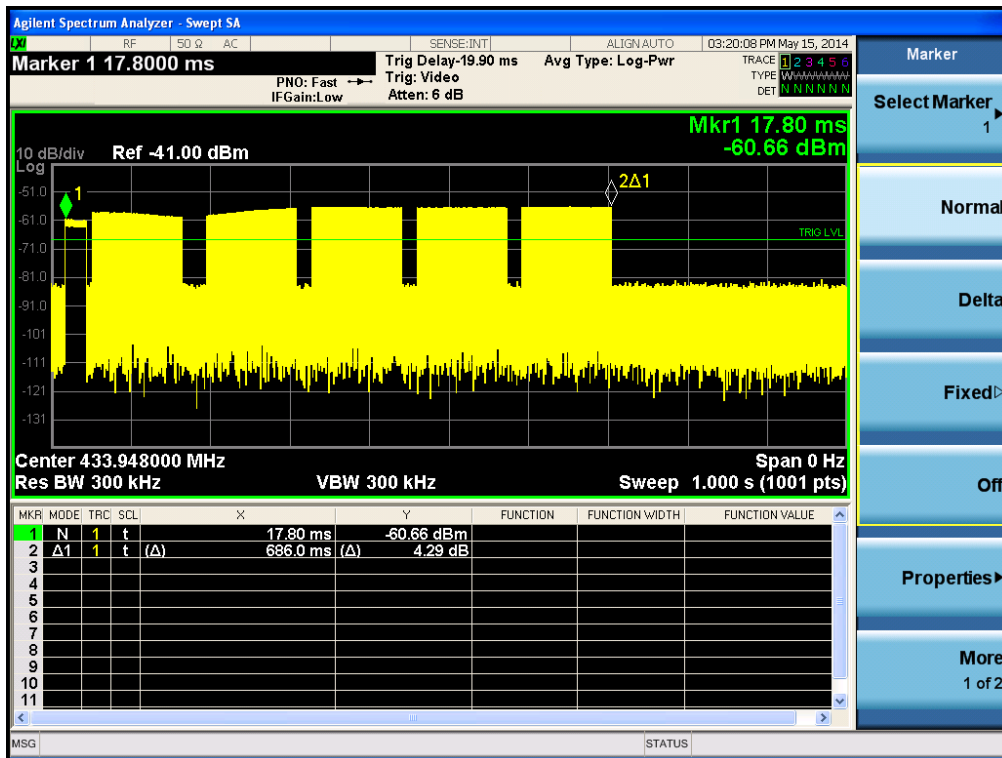 Agilent Spectrum Analyzer - Swept SA
LXI RF 50 Ω AC SENSE:INT ALIGN AUTO 03:20:08 PM May 15, 2014
Marker 1 17.8000 ms
PNO: Fast
IFGain:Low
Trig Delay-19.90 ms
Trig: Video
Atten: 6 dB
Avg Type: Log-Pwr
TRACE 1 2 3 4 5 6
TYPE
DET N N N N N N
Mkr1 17.80 ms
-60.66 dBm
10 dB/div Ref -41.00 dBm
Log
1
2Δ1
-51.0
-61.0
TRIG LVL
-71.0
-81.0
-91.0
-101
-111
-121
-131
Center 433.948000 MHz Span 0 Hz
Res BW 300 kHz VBW 300 kHz Sweep 1.000 s (1001 pts)
MKR MODE TRC SCL X Y FUNCTION FUNCTION WIDTH FUNCTION VALUE
1 N 1 t 17.80 ms -60.66 dBm
2 Δ1 1 t (Δ) 686.0 ms (Δ) 4.29 dB
3
4
5
6
7
8
9
10
11
MSG STATUS
Marker
Select Marker
1
Normal
Delta
Fixed
Off
Properties
More
1 of 2